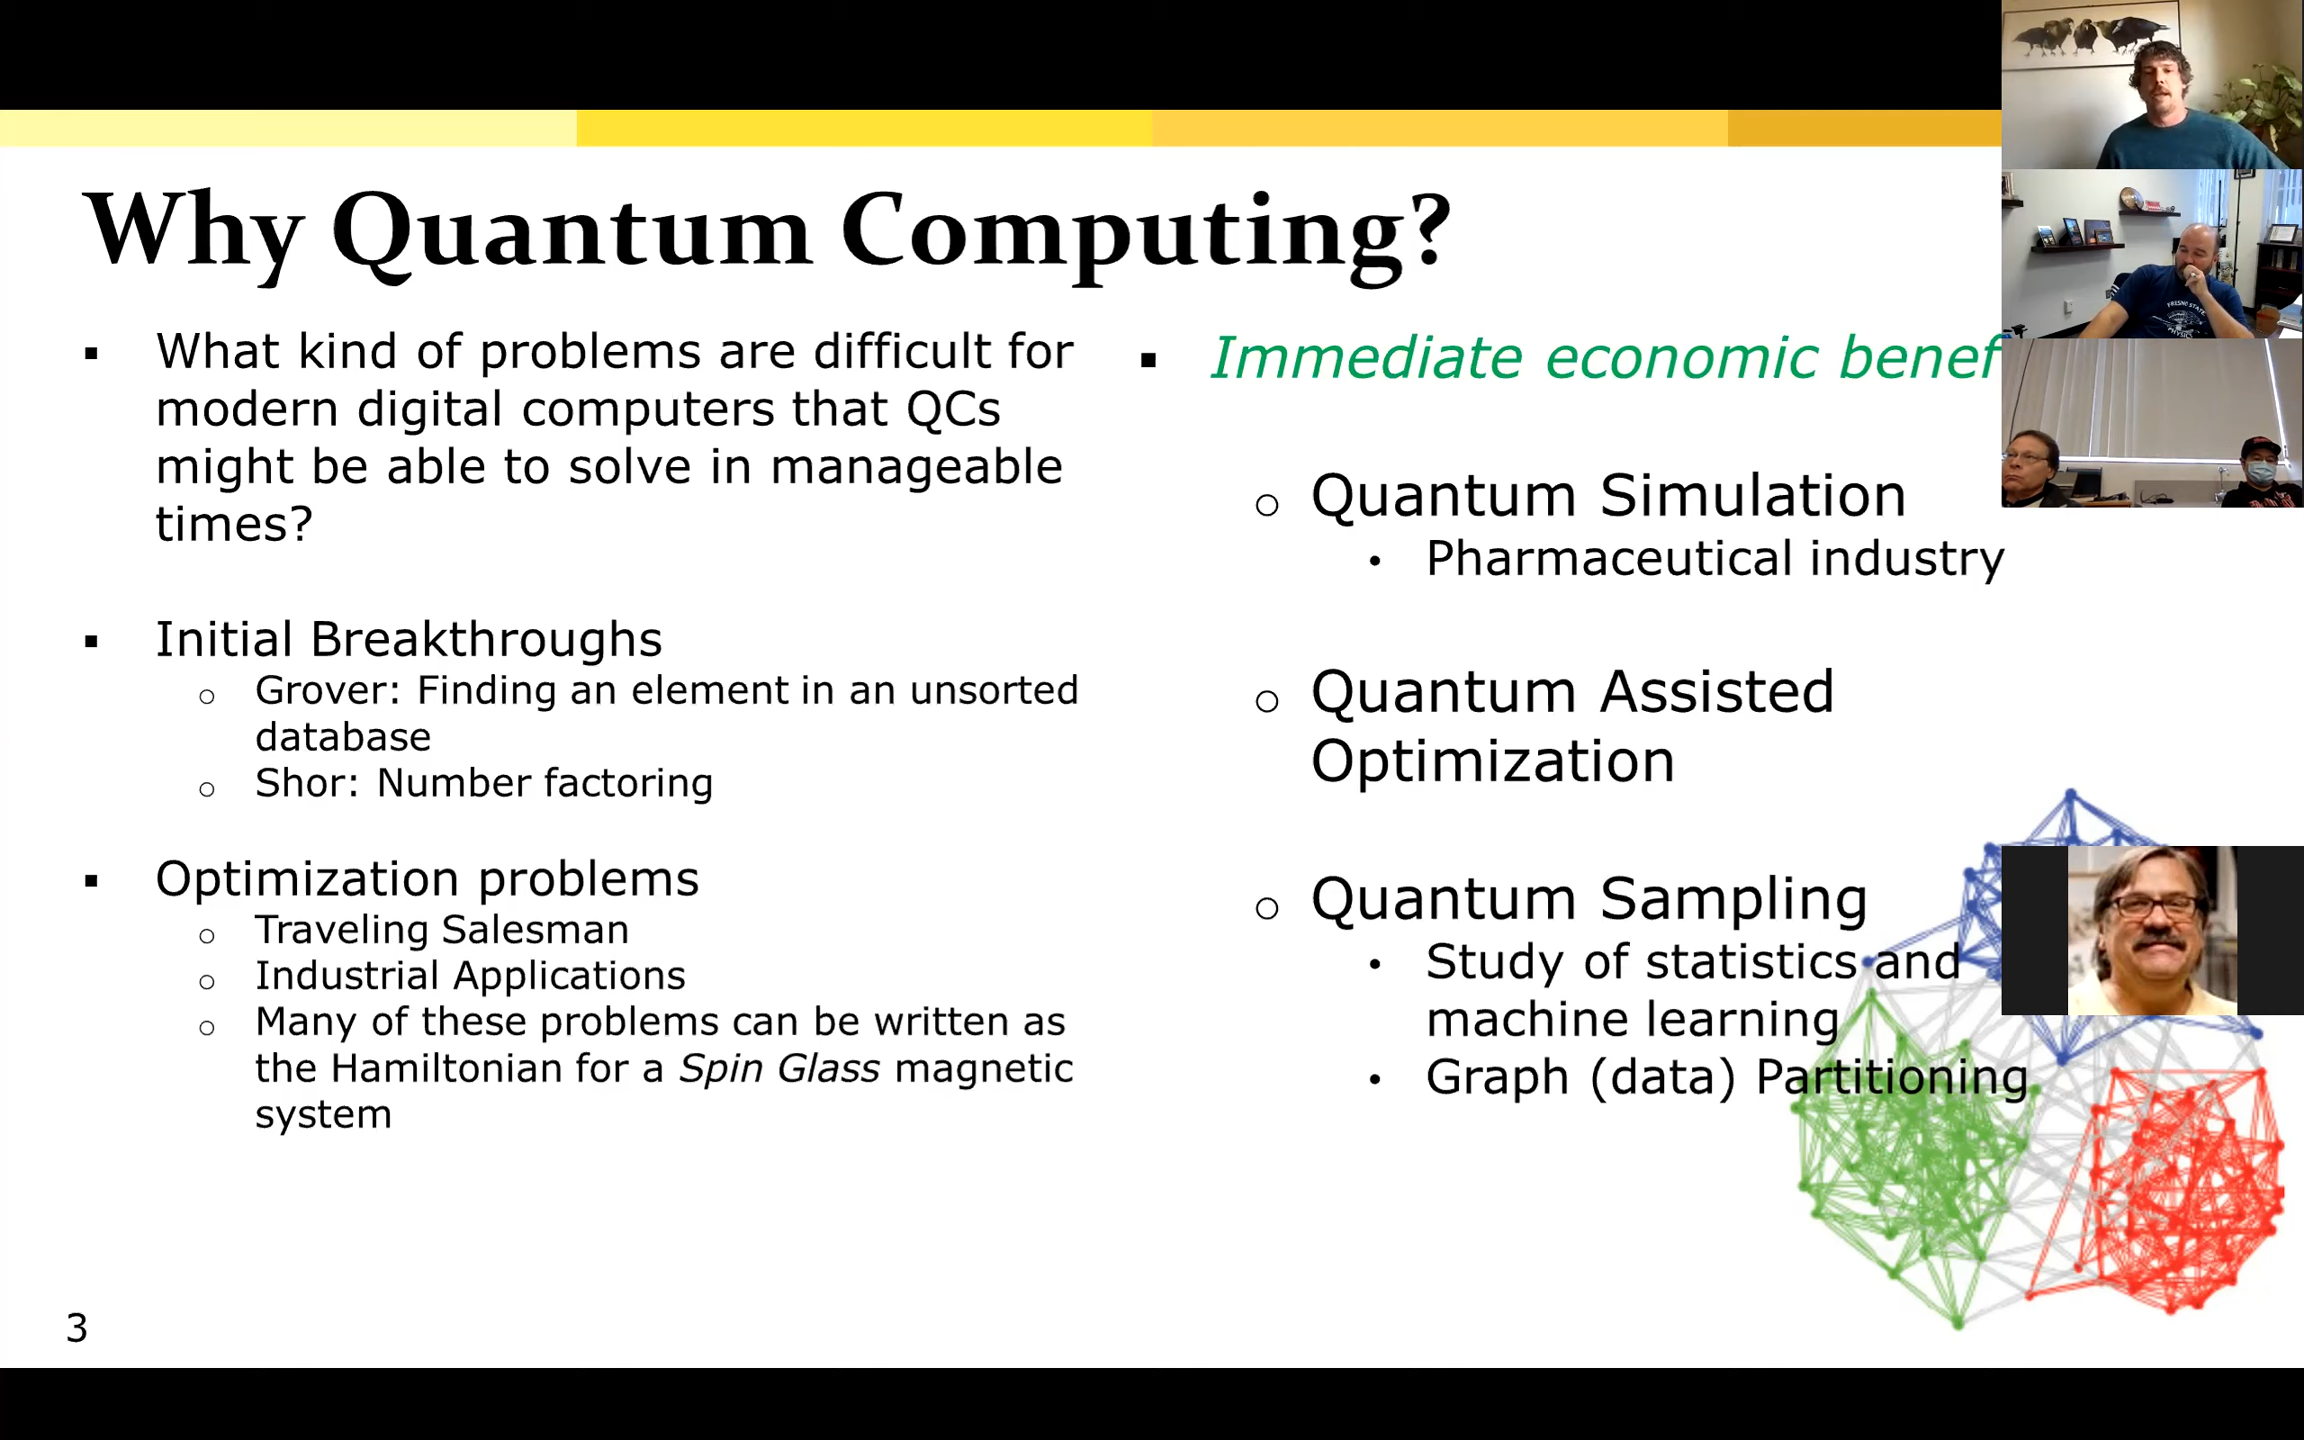 Why Quantum Computing?
▪ What kind of problems are difficult for
modern digital computers that QCs
might be able to solve in manageable
times?
▪ Initial Breakthroughs
o Grover: Finding an element in an unsorted
database
o Shor: Number factoring
▪ Optimization problems
o Traveling Salesman
o Industrial Applications
o Many of these problems can be written as
the Hamiltonian for a Spin Glass magnetic
system
▪ Immediate economic benef
o Quantum Simulation
• Pharmaceutical industry
o Quantum Assisted
Optimization
o Quantum Sampling
• Study of statistics and
machine learning
• Graph (data) Partitioning
3
FRESNO STATE
PHYSICS